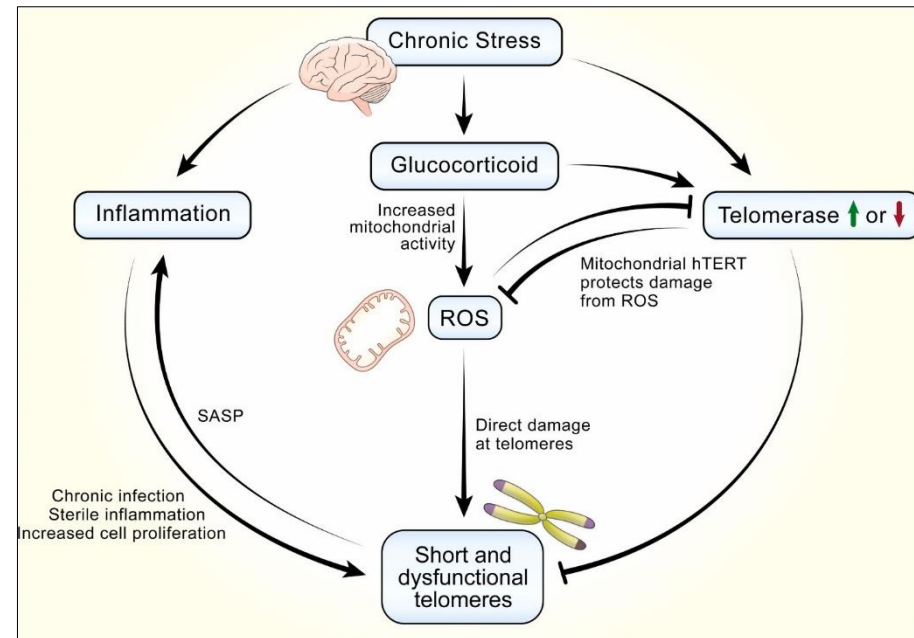 Chronic Stress
Glucocorticoid
Inflammation
Increased
mitochondrial
activity
Telomerase ↑ or ↓
Mitochondrial hTERT
protects damage
from ROS
ROS
SASP
Direct damage
at telomeres
Chronic infection
Sterile inflammation
Increased cell proliferation
Short and
dysfunctional
telomeres